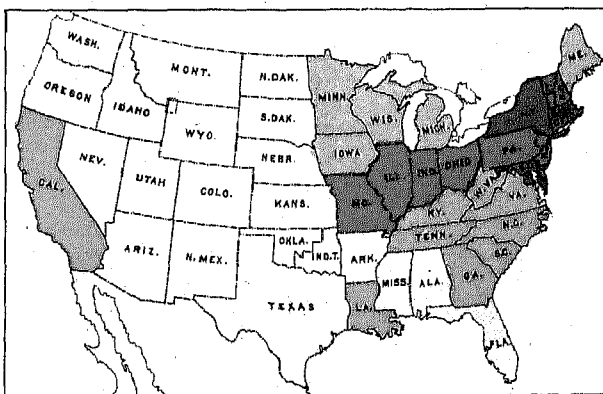 WASH.
OREGON
CAL.
NEV.
IDAHO
MONT.
WYO.
UTAH
COLO.
ARIZ.
N.MEX.
N.DAK.
S.DAK.
NEBR.
KANS.
OKLA.
IND.T.
TEXAS
MINN.
IOWA
MO.
ARK.
LA.
WIS.
ILL.
MICH.
IND.
OHIO
KY.
TENN.
MISS.
ALA.
GA.
FLA.
S.C.
N.C.
VA.
W.VA.
PA.
ME.